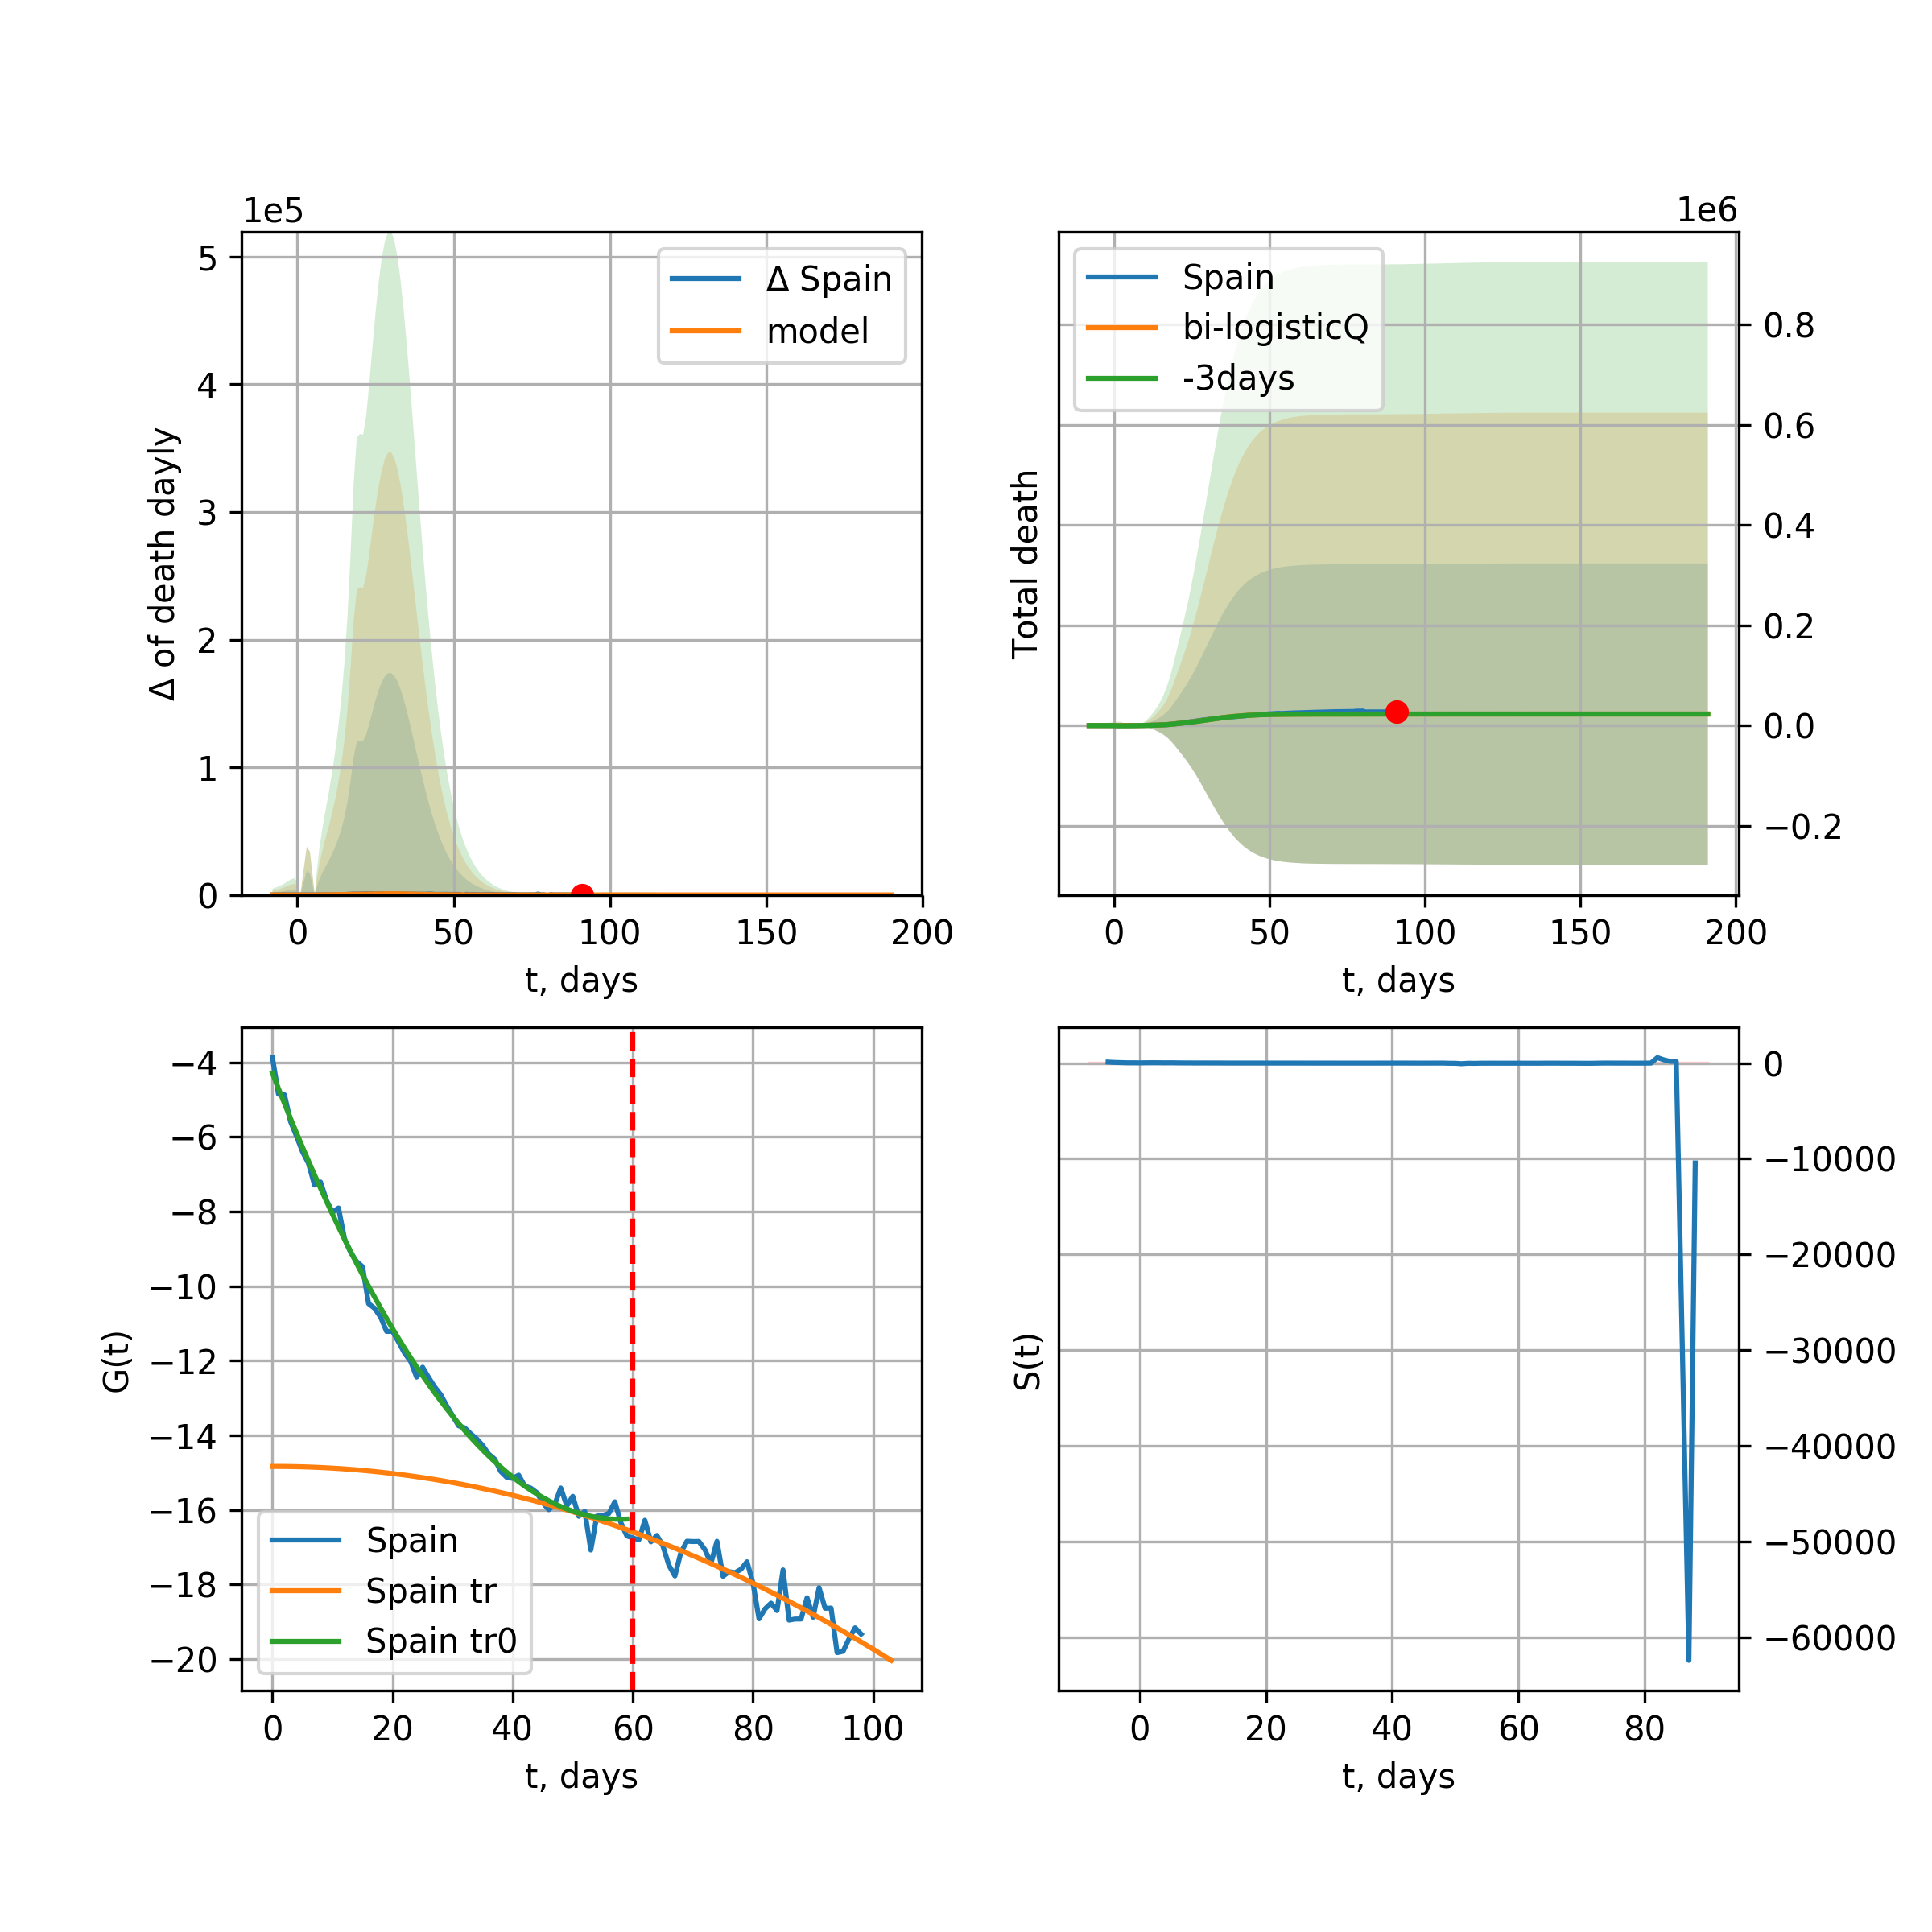 1e5
5
4
3
2
1
0
Δ of death dayly
Δ Spain
model
0
50
100
150
200
t, days
1e6
Spain
bi-logisticQ
-3days
Total death
0.8
0.6
0.4
0.2
0.0
−0.2
0
50
100
150
200
t, days
−4
−6
−8
−10
−12
−14
−16
−18
−20
G(t)
Spain
Spain tr
Spain tr0
0
20
40
60
80
100
t, days
S(t)
0
−10000
−20000
−30000
−40000
−50000
−60000
0
20
40
60
80
t, days